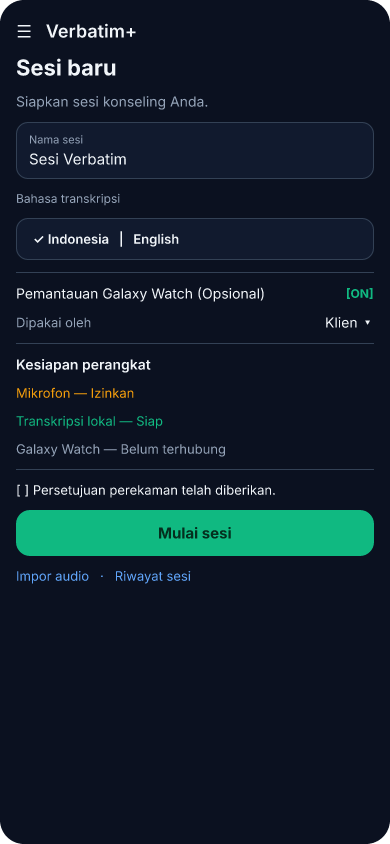 ☰ Verbatim+
Sesi baru
Siapkan sesi konseling Anda.
Nama sesi
Sesi Verbatim
Bahasa transkripsi
✓ Indonesia | English
Pemantauan Galaxy Watch (Opsional) [ON]
Dipakai oleh Klien ▾
Kesiapan perangkat
Mikrofon — Izinkan
Transkripsi lokal — Siap
Galaxy Watch — Belum terhubung
[ ] Persetujuan perekaman telah diberikan.
Mulai sesi
Impor audio · Riwayat sesi